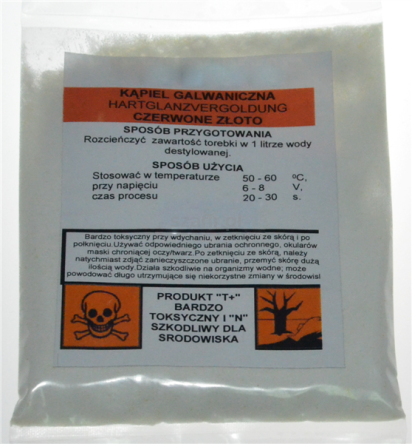 KĄPIEL GALWANICZNA
HARTGLANZVERGOLDUNG
CZERWONE ZŁOTO
SPOSÓB PRZYGOTOWANIA
Rozcieńczyć zawartość torebki w 1 litrze wody
destylowanej.
SPOSÓB UŻYCIA
Stosować w temperaturze 50 - 60 ºC,
przy napięciu 6 - 8 V,
czas procesu 20 - 30 s.
Bardzo toksyczny przy wdychaniu, w zetknięciu ze skórą i po
połknięciu.Używać odpowiedniego ubrania ochronnego, okularów
maski chroniącej oczy/twarz.Po zetknięciu ze skórą, należy
natychmiast zdjąć zanieczyszczone ubranie, przemyć skórę dużą
ilością wody.Działa szkodliwie na organizmy wodne; może
powodować długo utrzymujące się niekorzystne zmiany w środowisł
PRODUKT "T+"
BARDZO
TOKSYCZNY I "N"
SZKODLIWY DLA
ŚRODOWISKA